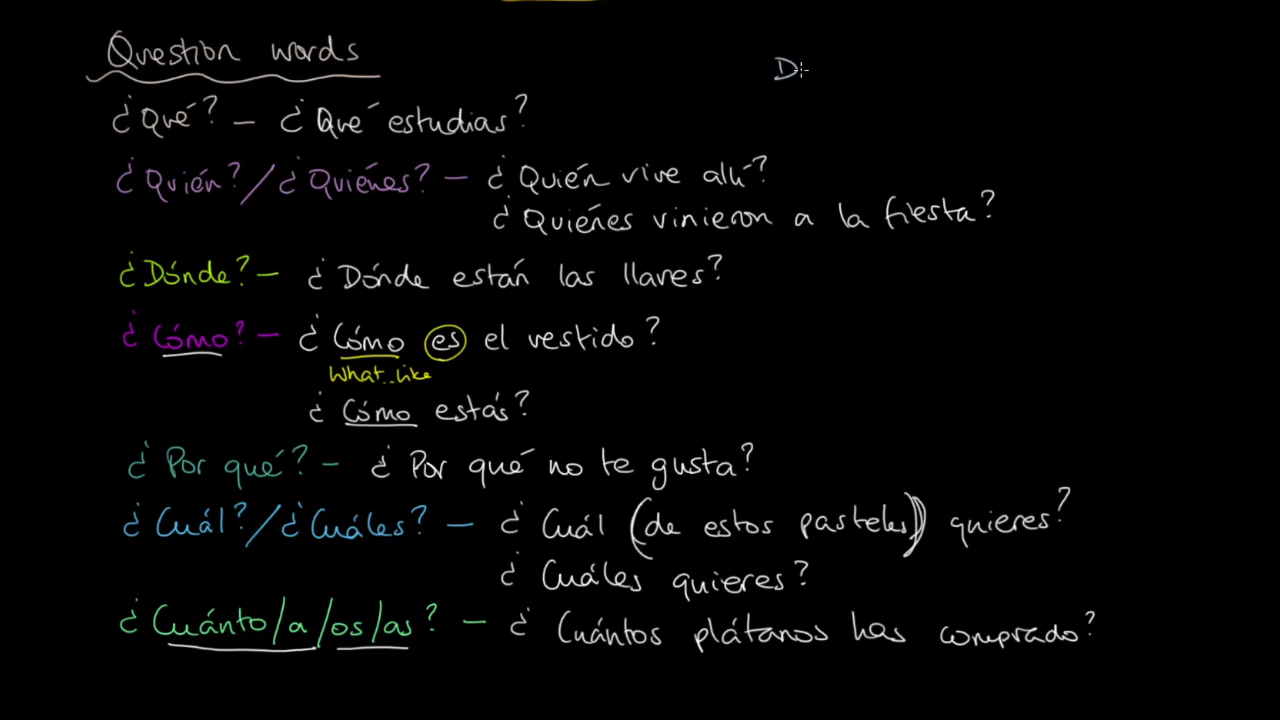 Question words
D
¿Qué? – ¿Qué estudias?
¿Quién? / ¿Quiénes? – ¿Quién vive allí?
¿Quiénes vinieron a la fiesta?
¿Dónde? – ¿Dónde están las llaves?
¿Cómo? – ¿Cómo es el vestido?
What..like
¿Cómo estás?
¿Por qué? – ¿Por qué no te gusta?
¿Cuál? / ¿Cuáles? – ¿Cuál (de estos pasteles) quieres?
¿Cuáles quieres?
¿Cuánto/a/os/as? – ¿Cuántos plátanos has comprado?